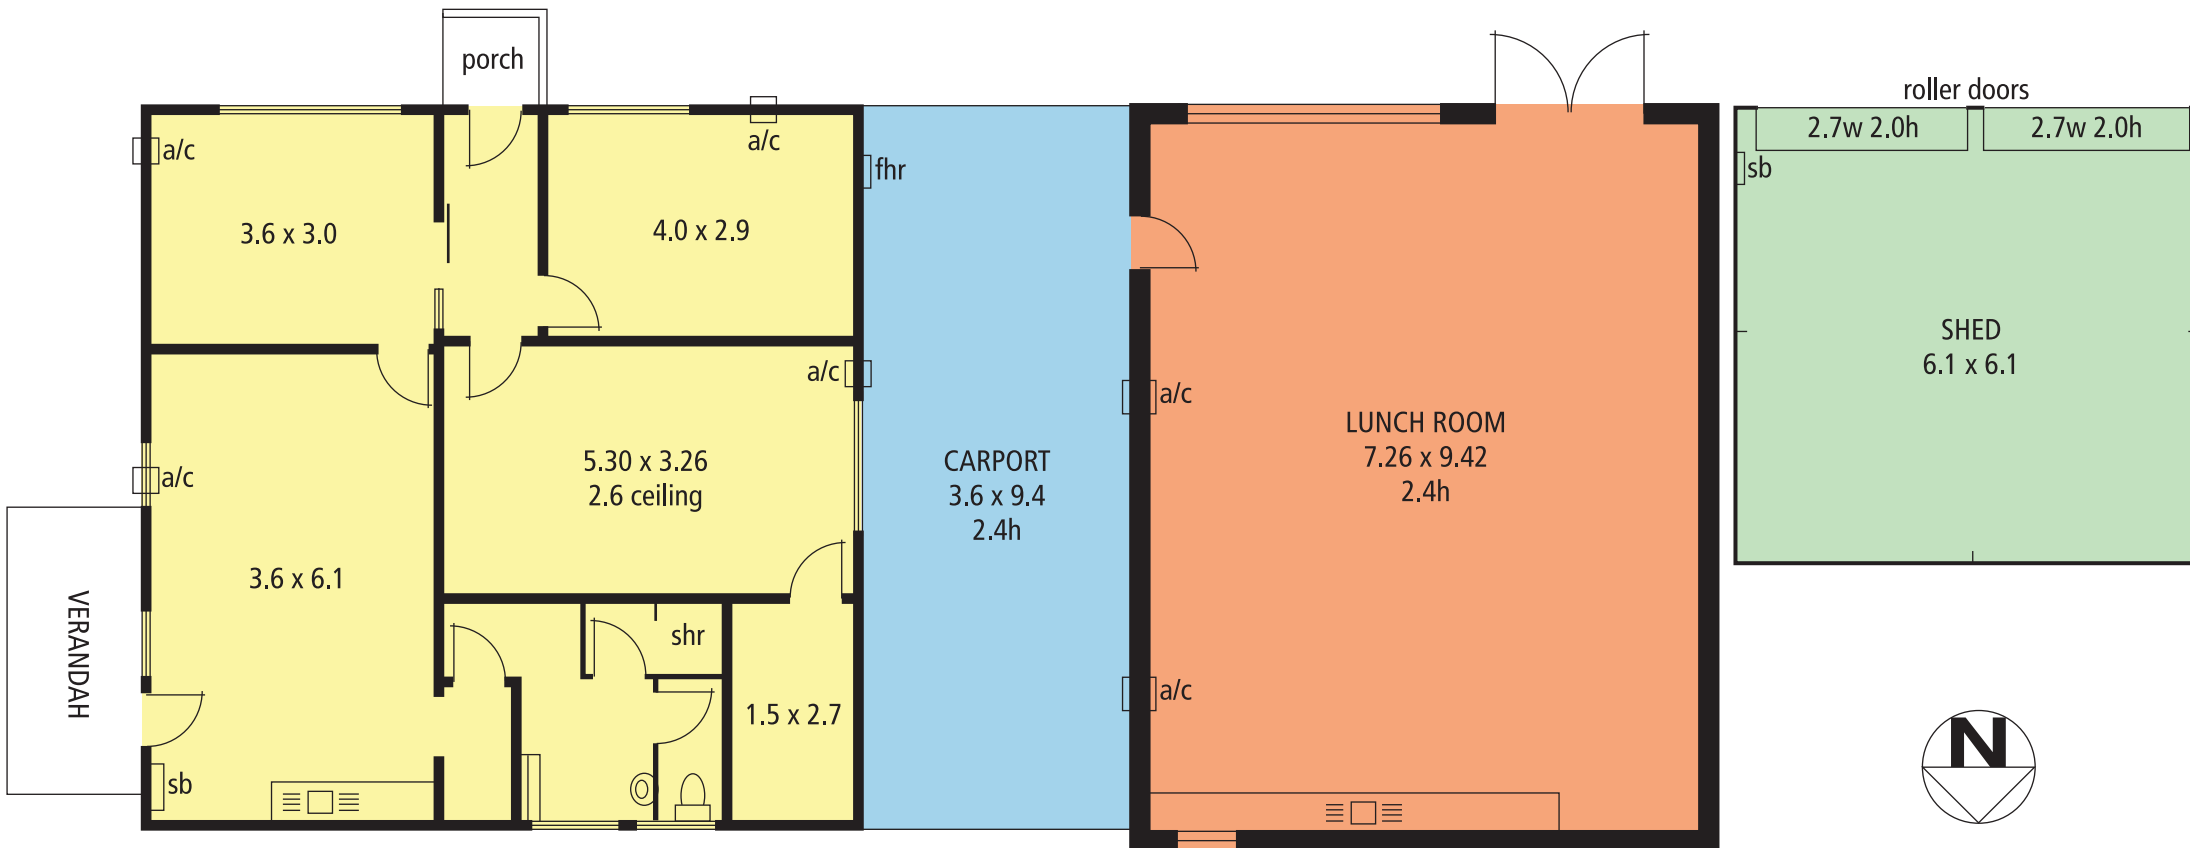 porch
roller doors
a/c
a/c
fhr
2.7w 2.0h
2.7w 2.0h
sb
3.6 x 3.0
4.0 x 2.9
SHED
6.1 x 6.1
a/c
a/c
LUNCH ROOM
7.26 x 9.42
2.4h
5.30 x 3.26
2.6 ceiling
CARPORT
3.6 x 9.4
2.4h
a/c
3.6 x 6.1
VERANDAH
shr
a/c
1.5 x 2.7
sb
N